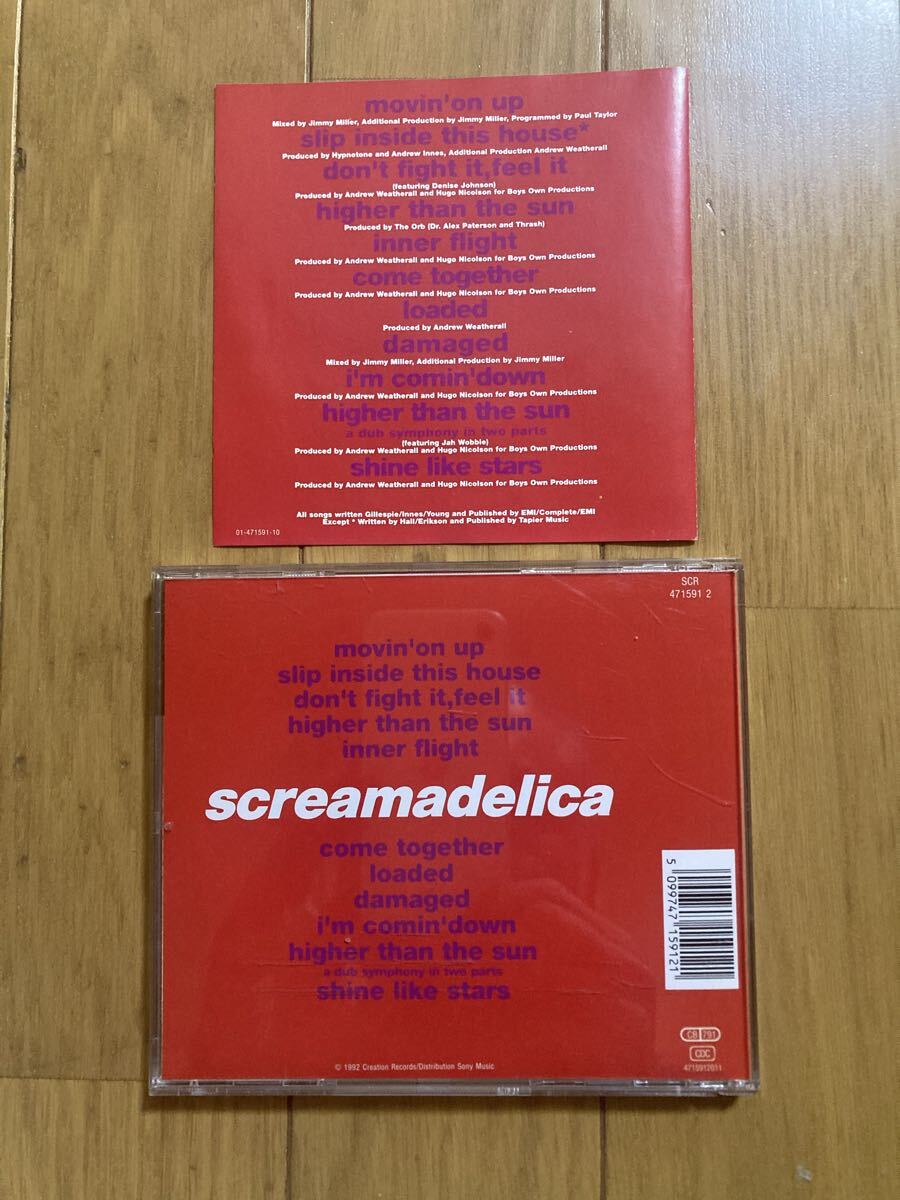 movin'on up
Mixed by Jimmy Miller, Additional Production by Jimmy Miller, Programmed by Paul Taylor
slip inside this house*
Produced by Hypnotone and Andrew Innes, Additional Production Andrew Weatherall
don't fight it,feel it
(featuring Denise Johnson)
Produced by Andrew Weatherall and Hugo Nicolson for Boys Own Productions
higher than the sun
Produced by The Orb (Dr. Alex Paterson and Thrash)
inner flight
Produced by Andrew Weatherall and Hugo Nicolson for Boys Own Productions
come together
Produced by Andrew Weatherall and Hugo Nicolson for Boys Own Productions
loaded
Produced by Andrew Weatherall
damaged
Mixed by Jimmy Miller, Additional Production by Jimmy Miller
i'm comin'down
Produced by Andrew Weatherall and Hugo Nicolson for Boys Own Productions
higher than the sun
a dub symphony in two parts
(featuring Jah Wobble)
Produced by Andrew Weatherall and Hugo Nicolson for Boys Own Productions
shine like stars
Produced by Andrew Weatherall and Hugo Nicolson for Boys Own Productions
All songs written Gillespie/Innes/Young and Published by EMI/Complete/EMI
Except * Written by Hall/Erikson and Published by Tapier Music
01-471591-10
SCR
471591 2
movin'on up
slip inside this house
don't fight it,feel it
higher than the sun
inner flight
screamadelica
come together
loaded
damaged
i'm comin'down
higher than the sun
a dub symphony in two parts
shine like stars
5 099747 159121
CB 791
CDC
4715912011
© 1992 Creation Records/Distribution Sony Music